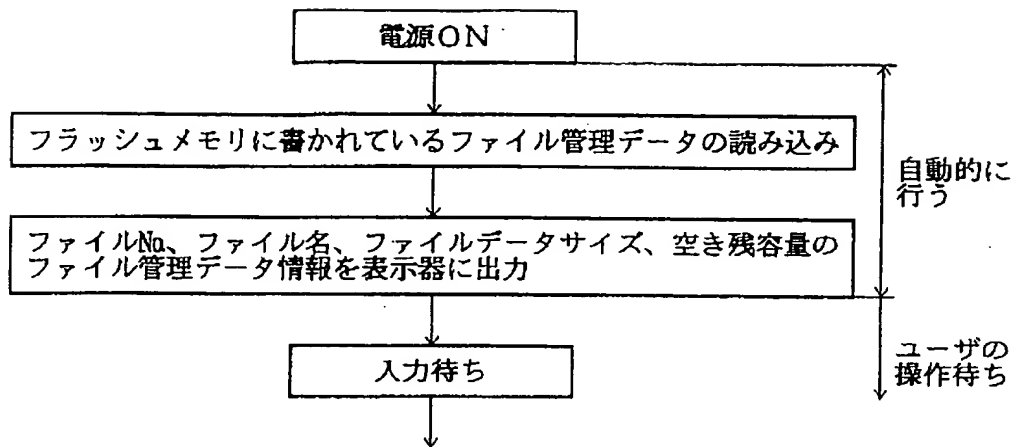 電源ON
フラッシュメモリに書かれているファイル管理データの読み込み
自動的に
行う
ファイル№、ファイル名、ファイルデータサイズ、空き残容量の
ファイル管理データ情報を表示器に出力
入力待ち
ユーザの
操作待ち